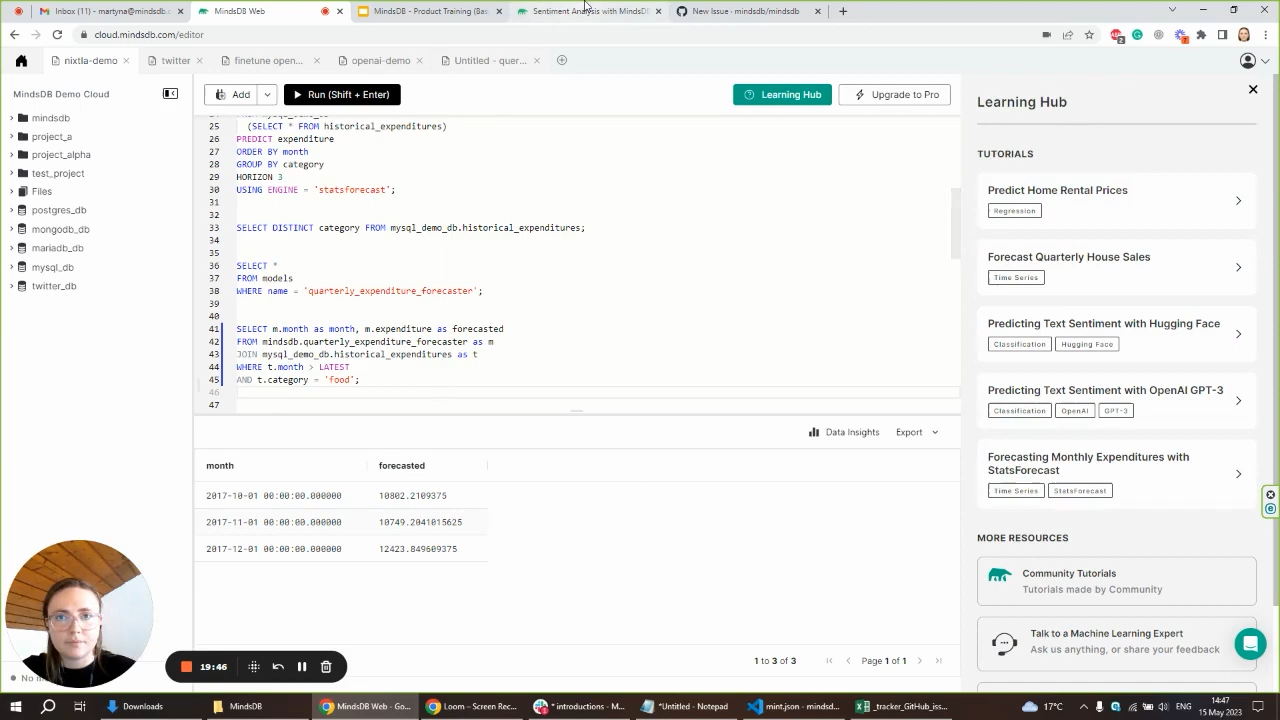 Inbox (11) - martyna@mindsdb.c
MindsDB Web
MindsDB - Product Training (Bas
Sentiment Analysis with MindsDB
New Issue · mindsdb/mindsdb
cloud.mindsdb.com/editor
nixtla-demo
twitter
finetune open...
openai-demo
Untitled - quer...
MindsDB Demo Cloud
mindsdb
project_a
project_alpha
test_project
Files
postgres_db
mongodb_db
mariadb_db
mysql_db
twitter_db
Add
Run (Shift + Enter)
Learning Hub
Upgrade to Pro
25 (SELECT * FROM historical_expenditures)
26 PREDICT expenditure
27 ORDER BY month
28 GROUP BY category
29 HORIZON 3
30 USING ENGINE = 'statsforecast';
31
32
33 SELECT DISTINCT category FROM mysql_demo_db.historical_expenditures;
34
35
36 SELECT *
37 FROM models
38 WHERE name = 'quarterly_expenditure_forecaster';
39
40
41 SELECT m.month as month, m.expenditure as forecasted
42 FROM mindsdb.quarterly_expenditure_forecaster as m
43 JOIN mysql_demo_db.historical_expenditures as t
44 WHERE t.month > LATEST
45 AND t.category = 'food';
46
47
Data Insights
Export
month forecasted
2017-10-01 00:00:00.000000 10802.2109375
2017-11-01 00:00:00.000000 10749.2041015625
2017-12-01 00:00:00.000000 12423.849609375
1 to 3 of 3
Page 1 of 1
Learning Hub
TUTORIALS
Predict Home Rental Prices
Regression
Forecast Quarterly House Sales
Time Series
Predicting Text Sentiment with Hugging Face
Classification Hugging Face
Predicting Text Sentiment with OpenAI GPT-3
Classification OpenAI GPT-3
Forecasting Monthly Expenditures with
StatsForecast
Time Series StatsForecast
MORE RESOURCES
Community Tutorials
Tutorials made by Community
Talk to a Machine Learning Expert
Ask us anything, or share your feedback
19:46
Downloads
MindsDB
MindsDB Web - Go...
Loom – Screen Rec...
* introductions - M...
*Untitled - Notepad
mint.json - mindsd...
_tracker_GitHub_iss...
17°C
ENG
14:47
15 May 2023